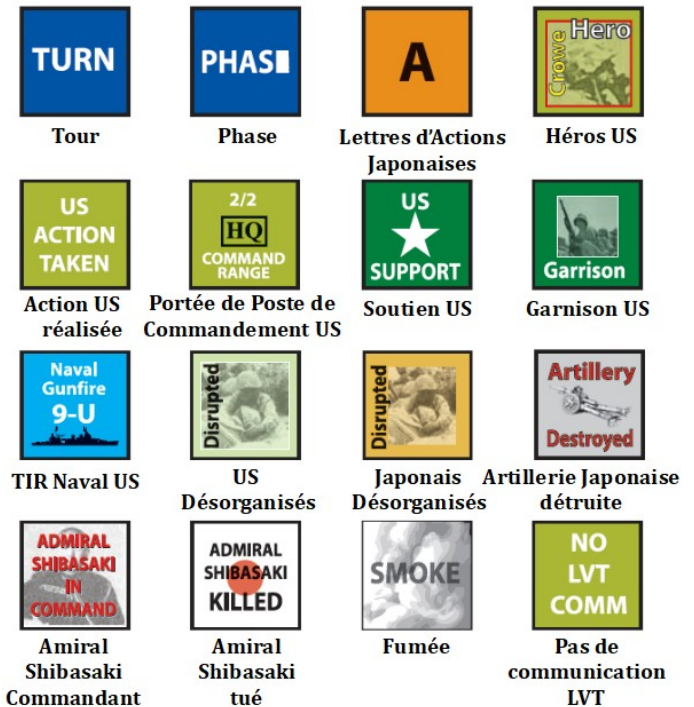 TURN
PHASE
A
Crowe
Hero
Tour
Phase
Lettres d'Actions
Japonaises
Héros US
US
ACTION
TAKEN
2/2
HQ
COMMAND
RANGE
US
SUPPORT
Garrison
Action US
réalisée
Portée de Poste de
Commandement US
Soutien US
Garnison US
Naval
Gunfire
9-U
Disrupted
Disrupted
Artillery
Destroyed
TIR Naval US
US
Désorganisés
Japonais
Désorganisés
Artillerie Japonaise
détruite
ADMIRAL
SHIBASAKI
IN
COMMAND
ADMIRAL
SHIBASAKI
KILLED
SMOKE
NO
LVT
COMM
Amiral
Shibasaki
Commandant
Amiral
Shibasaki
tué
Fumée
Pas de
communication
LVT